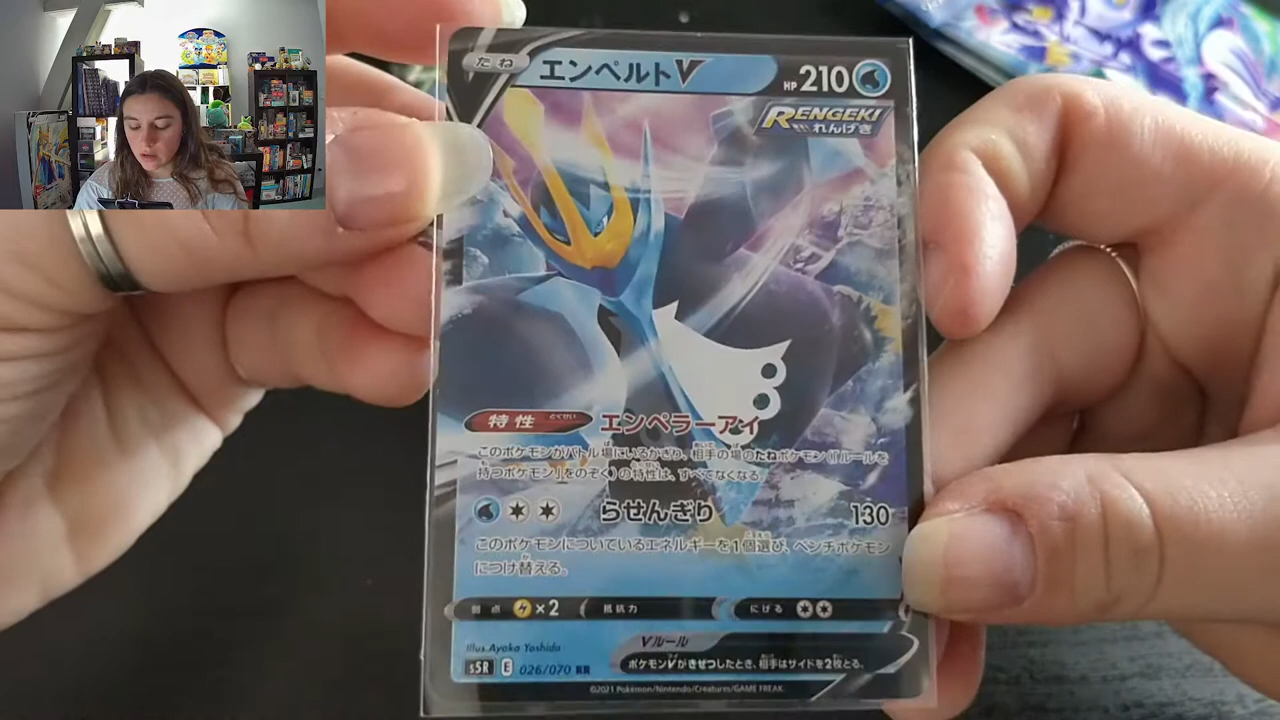 たね エンペルトV HP210
RENGEKI
れんげき
特性 とくせい エンペラーアイ
このポケモンがバトル場にいるかぎり、相手の場のたねポケモン(「ルールを
持つポケモン」をのぞく)の特性は、すべてなくなる。
らせんぎり 130
このポケモンについているエネルギーを1個選び、ベンチポケモン
につけ替える。
弱点 ×2 抵抗力 にげる
Vルール
ポケモンVがきぜつしたとき、相手はサイドを2枚とる。
Illus. Ayaka Yoshida
s5R E 026/070 RR
©2021 Pokémon/Nintendo/Creatures/GAME FREAK.